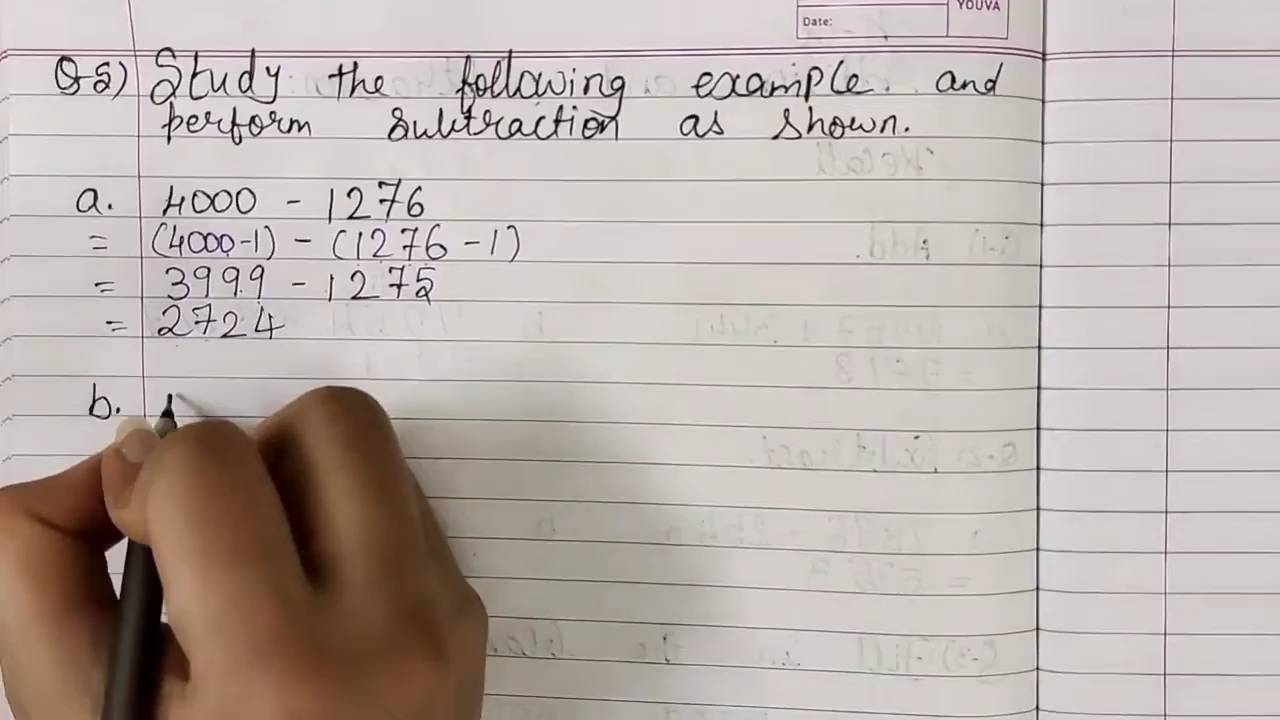 YOUVA
Date:
Q-5) Study the following example. and
perform subtraction as shown.
a. 4000 - 1276
= (4000-1) - (1276 -1)
= 3999 - 1275
= 2724
b.